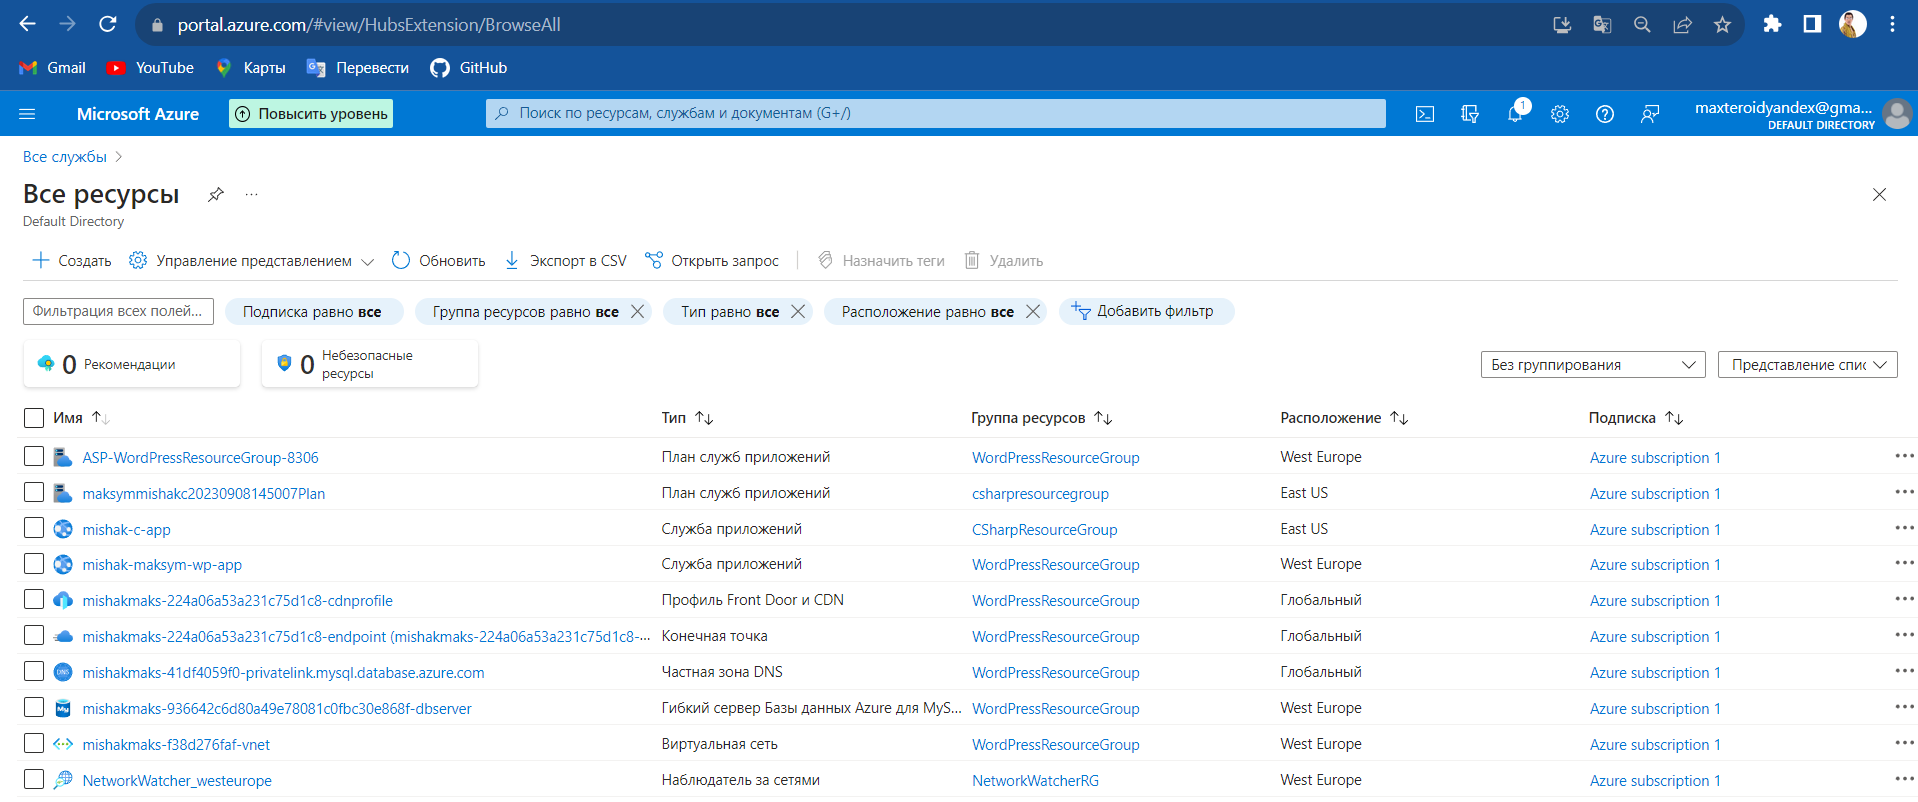 portal.azure.com/#view/HubsExtension/BrowseAll
Gmail YouTube Карты Перевести GitHub
Microsoft Azure Повысить уровень Поиск по ресурсам, службам и документам (G+/) 1 maxteroidyandex@gma...
DEFAULT DIRECTORY
Все службы
Все ресурсы ...
Default Directory
Создать Управление представлением Обновить Экспорт в CSV Открыть запрос Назначить теги Удалить
Фильтрация всех полей... Подписка равно все Группа ресурсов равно все Тип равно все Расположение равно все Добавить фильтр
0 Рекомендации 0 Небезопасные ресурсы Без группирования Представление спис
Имя Тип Группа ресурсов Расположение Подписка
ASP-WordPressResourceGroup-8306 План служб приложений WordPressResourceGroup West Europe Azure subscription 1 ...
maksymmishakc20230908145007Plan План служб приложений csharpresourcegroup East US Azure subscription 1 ...
mishak-c-app Служба приложений CSharpResourceGroup East US Azure subscription 1 ...
mishak-maksym-wp-app Служба приложений WordPressResourceGroup West Europe Azure subscription 1 ...
mishakmaks-224a06a53a231c75d1c8-cdnprofile Профиль Front Door и CDN WordPressResourceGroup Глобальный Azure subscription 1 ...
mishakmaks-224a06a53a231c75d1c8-endpoint (mishakmaks-224a06a53a231c75d1c8-... Конечная точка WordPressResourceGroup Глобальный Azure subscription 1 ...
DNS mishakmaks-41df4059f0-privatelink.mysql.database.azure.com Частная зона DNS WordPressResourceGroup Глобальный Azure subscription 1 ...
My mishakmaks-936642c6d80a49e78081c0fbc30e868f-dbserver Гибкий сервер Базы данных Azure для MyS... WordPressResourceGroup West Europe Azure subscription 1 ...
mishakmaks-f38d276faf-vnet Виртуальная сеть WordPressResourceGroup West Europe Azure subscription 1 ...
NetworkWatcher_westeurope Наблюдатель за сетями NetworkWatcherRG West Europe Azure subscription 1 ...